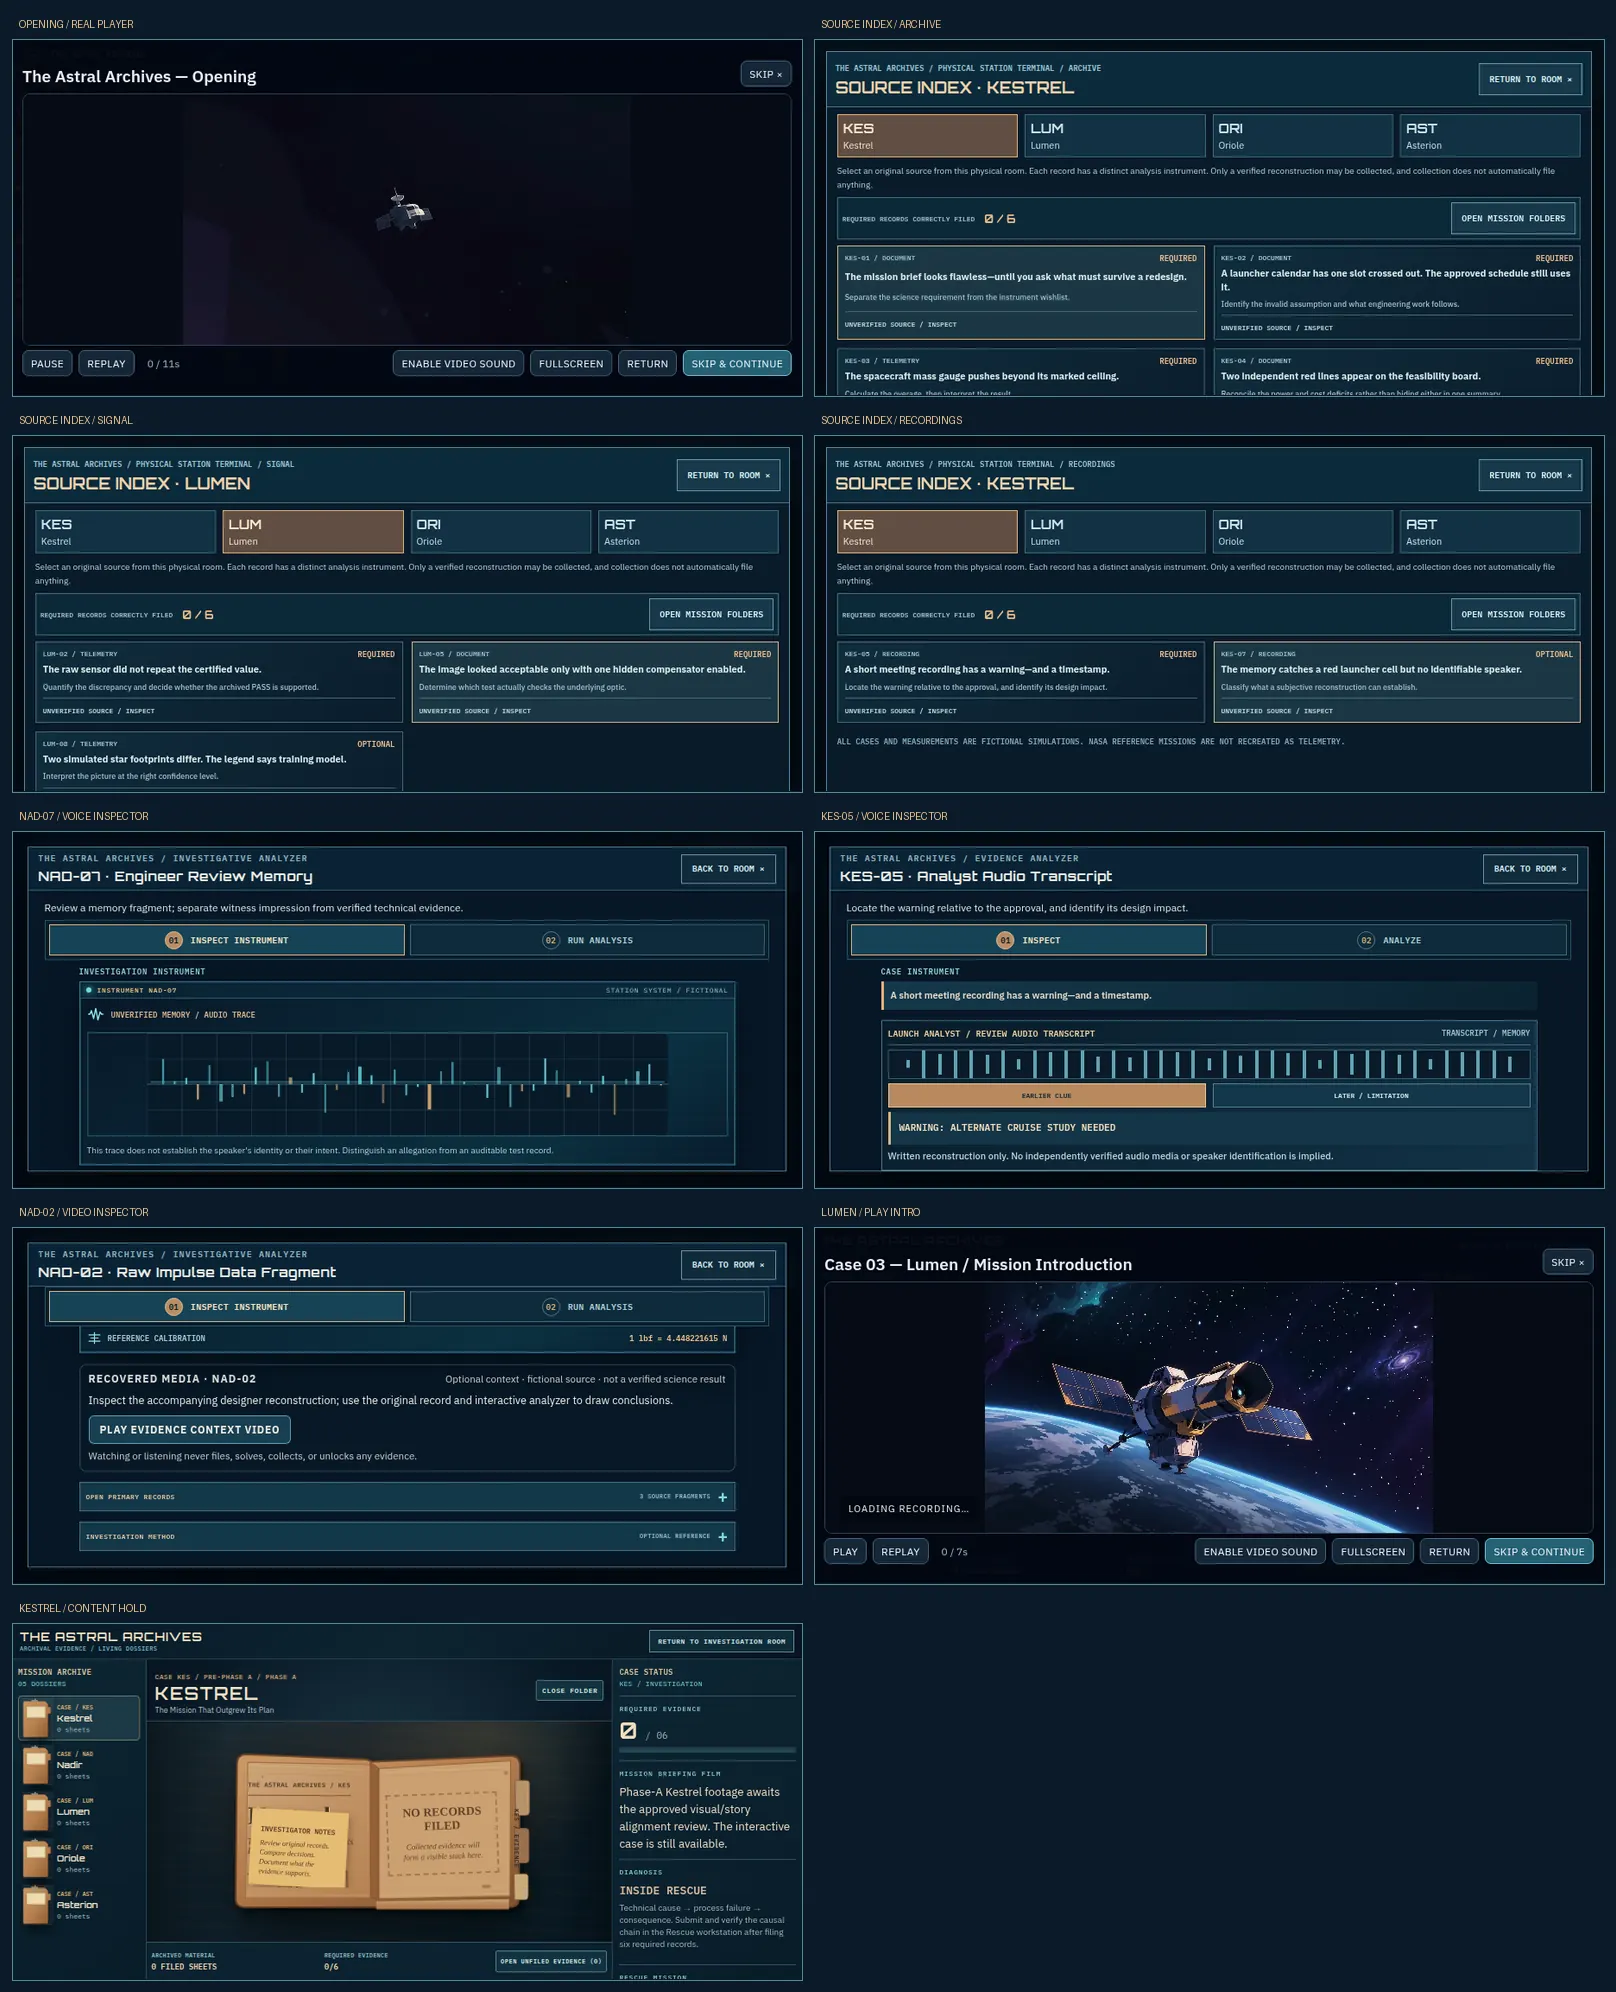 OPENING / REAL PLAYER
The Astral Archives — Opening
SKIP ×
PAUSE
REPLAY
0 / 11s
ENABLE VIDEO SOUND
FULLSCREEN
RETURN
SKIP & CONTINUE
SOURCE INDEX / ARCHIVE
THE ASTRAL ARCHIVES / PHYSICAL STATION TERMINAL / ARCHIVE
SOURCE INDEX · KESTREL
RETURN TO ROOM ×
KES
Kestrel
LUM
Lumen
ORI
Oriole
AST
Asterion
Select an original source from this physical room. Each record has a distinct analysis instrument. Only a verified reconstruction may be collected, and collection does not automatically file
anything.
REQUIRED RECORDS CORRECTLY FILED 0 / 6
OPEN MISSION FOLDERS
KES-01 / DOCUMENT
REQUIRED
The mission brief looks flawless—until you ask what must survive a redesign.
Separate the science requirement from the instrument wishlist.
UNVERIFIED SOURCE / INSPECT
KES-02 / DOCUMENT
REQUIRED
A launcher calendar has one slot crossed out. The approved schedule still uses
it.
Identify the invalid assumption and what engineering work follows.
UNVERIFIED SOURCE / INSPECT
KES-03 / TELEMETRY
REQUIRED
The spacecraft mass gauge pushes beyond its marked ceiling.
Calculate the overage, then interpret the result.
KES-04 / DOCUMENT
REQUIRED
Two independent red lines appear on the feasibility board.
Reconcile the power and cost deficits rather than hiding either in one summary.
SOURCE INDEX / SIGNAL
THE ASTRAL ARCHIVES / PHYSICAL STATION TERMINAL / SIGNAL
SOURCE INDEX · LUMEN
RETURN TO ROOM ×
KES
Kestrel
LUM
Lumen
ORI
Oriole
AST
Asterion
Select an original source from this physical room. Each record has a distinct analysis instrument. Only a verified reconstruction may be collected, and collection does not automatically file
anything.
REQUIRED RECORDS CORRECTLY FILED 0 / 6
OPEN MISSION FOLDERS
LUM-02 / TELEMETRY
REQUIRED
The raw sensor did not repeat the certified value.
Quantify the discrepancy and decide whether the archived PASS is supported.
UNVERIFIED SOURCE / INSPECT
LUM-05 / DOCUMENT
REQUIRED
The image looked acceptable only with one hidden compensator enabled.
Determine which test actually checks the underlying optic.
UNVERIFIED SOURCE / INSPECT
LUM-08 / TELEMETRY
OPTIONAL
Two simulated star footprints differ. The legend says training model.
Interpret the picture at the right confidence level.
SOURCE INDEX / RECORDINGS
THE ASTRAL ARCHIVES / PHYSICAL STATION TERMINAL / RECORDINGS
SOURCE INDEX · KESTREL
RETURN TO ROOM ×
KES
Kestrel
LUM
Lumen
ORI
Oriole
AST
Asterion
Select an original source from this physical room. Each record has a distinct analysis instrument. Only a verified reconstruction may be collected, and collection does not automatically file
anything.
REQUIRED RECORDS CORRECTLY FILED 0 / 6
OPEN MISSION FOLDERS
KES-05 / RECORDING
REQUIRED
A short meeting recording has a warning—and a timestamp.
Locate the warning relative to the approval, and identify its design impact.
UNVERIFIED SOURCE / INSPECT
KES-07 / RECORDING
OPTIONAL
The memory catches a red launcher cell but no identifiable speaker.
Classify what a subjective reconstruction can establish.
UNVERIFIED SOURCE / INSPECT
ALL CASES AND MEASUREMENTS ARE FICTIONAL SIMULATIONS. NASA REFERENCE MISSIONS ARE NOT RECREATED AS TELEMETRY.
NAD-07 / VOICE INSPECTOR
THE ASTRAL ARCHIVES / INVESTIGATIVE ANALYZER
NAD-07 · Engineer Review Memory
BACK TO ROOM ×
Review a memory fragment; separate witness impression from verified technical evidence.
01 INSPECT INSTRUMENT
02 RUN ANALYSIS
INVESTIGATION INSTRUMENT
INSTRUMENT NAD-07
STATION SYSTEM / FICTIONAL
UNVERIFIED MEMORY / AUDIO TRACE
This trace does not establish the speaker's identity or their intent. Distinguish an allegation from an auditable test record.
KES-05 / VOICE INSPECTOR
THE ASTRAL ARCHIVES / EVIDENCE ANALYZER
KES-05 · Analyst Audio Transcript
BACK TO ROOM ×
Locate the warning relative to the approval, and identify its design impact.
01 INSPECT
02 ANALYZE
CASE INSTRUMENT
A short meeting recording has a warning—and a timestamp.
LAUNCH ANALYST / REVIEW AUDIO TRANSCRIPT
TRANSCRIPT / MEMORY
EARLIER CLUE
LATER / LIMITATION
WARNING: ALTERNATE CRUISE STUDY NEEDED
Written reconstruction only. No independently verified audio media or speaker identification is implied.
NAD-02 / VIDEO INSPECTOR
THE ASTRAL ARCHIVES / INVESTIGATIVE ANALYZER
NAD-02 · Raw Impulse Data Fragment
BACK TO ROOM ×
01 INSPECT INSTRUMENT
02 RUN ANALYSIS
REFERENCE CALIBRATION
1 lbf = 4.448221615 N
RECOVERED MEDIA · NAD-02
Optional context · fictional source · not a verified science result
Inspect the accompanying designer reconstruction; use the original record and interactive analyzer to draw conclusions.
PLAY EVIDENCE CONTEXT VIDEO
Watching or listening never files, solves, collects, or unlocks any evidence.
OPEN PRIMARY RECORDS
3 SOURCE FRAGMENTS +
INVESTIGATION METHOD
OPTIONAL REFERENCE +
LUMEN / PLAY INTRO
Case 03 — Lumen / Mission Introduction
SKIP ×
LOADING RECORDING...
PLAY
REPLAY
0 / 7s
ENABLE VIDEO SOUND
FULLSCREEN
RETURN
SKIP & CONTINUE
KESTREL / CONTENT HOLD
THE ASTRAL ARCHIVES
ARCHIVAL EVIDENCE / LIVING DOSSIERS
RETURN TO INVESTIGATION ROOM
MISSION ARCHIVE
05 DOSSIERS
CASE / KES
Kestrel
0 sheets
CASE / NAD
Nadir
0 sheets
CASE / LUM
Lumen
0 sheets
CASE / ORI
Oriole
0 sheets
CASE / AST
Asterion
0 sheets
CASE KES / PRE-PHASE A / PHASE A
KESTREL
The Mission That Outgrew Its Plan
CLOSE FOLDER
THE ASTRAL ARCHIVES / KES
INVESTIGATOR NOTES
Review original records.
Compare decisions.
Document what the
evidence supports.
NO RECORDS
FILED
Collected evidence will
form a visible stack here.
ARCHIVED MATERIAL
0 FILED SHEETS
REQUIRED EVIDENCE
0/6
OPEN UNFILED EVIDENCE (0)
CASE STATUS
KES / INVESTIGATION
REQUIRED EVIDENCE
0 / 06
MISSION BRIEFING FILM
Phase-A Kestrel footage awaits
the approved visual/story
alignment review. The interactive
case is still available.
DIAGNOSIS
INSIDE RESCUE
Technical cause → process failure →
consequence. Submit and verify the causal
chain in the Rescue workstation after filing
six required records.
RESCUE MISSION